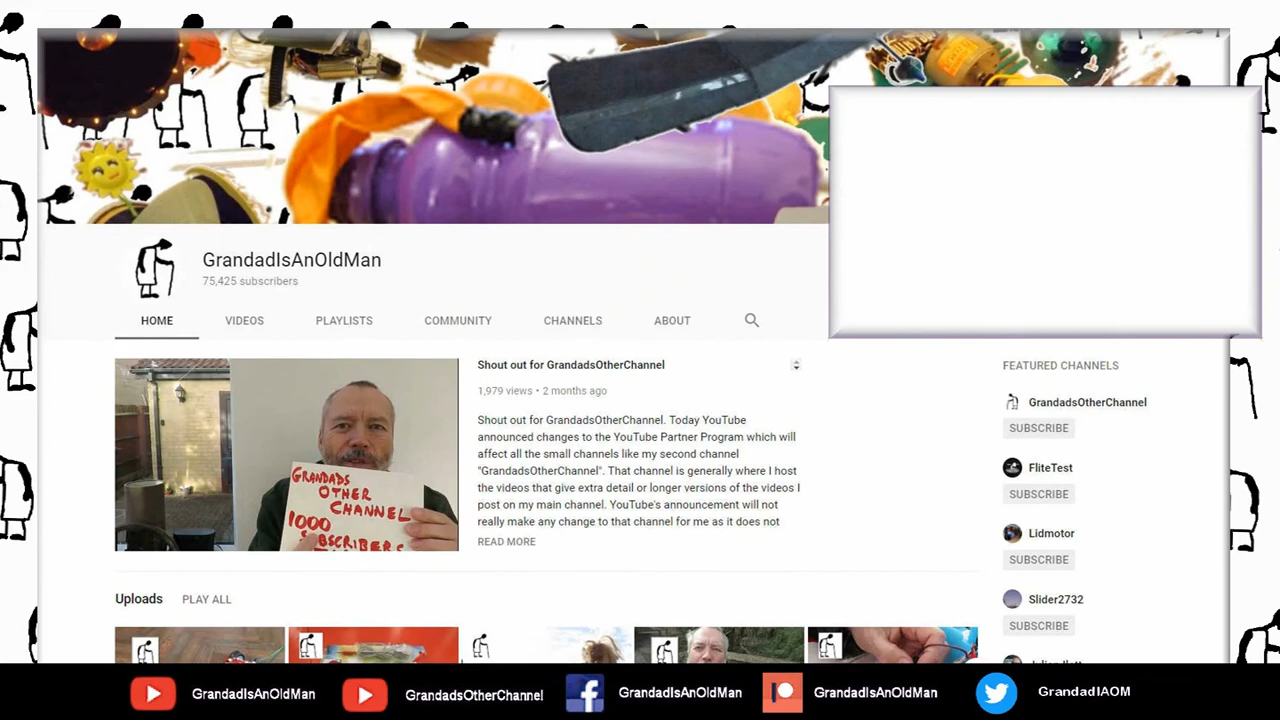 GrandadIsAnOldMan
75,425 subscribers
HOME VIDEOS PLAYLISTS COMMUNITY CHANNELS ABOUT
GRANDADS
OTHER
CHANNEL
1000
SUBSCRIBERS
Shout out for GrandadsOtherChannel
1,979 views • 2 months ago
Shout out for GrandadsOtherChannel. Today YouTube
announced changes to the YouTube Partner Program which will
affect all the small channels like my second channel
"GrandadsOtherChannel". That channel is generally where I host
the videos that give extra detail or longer versions of the videos I
post on my main channel. YouTube's announcement will not
really make any change to that channel for me as it does not
READ MORE
FEATURED CHANNELS
GrandadsOtherChannel
SUBSCRIBE
FliteTest
SUBSCRIBE
Lidmotor
SUBSCRIBE
Slider2732
SUBSCRIBE
Uploads PLAY ALL
GrandadIsAnOldMan GrandadsOtherChannel GrandadIsAnOldMan GrandadIsAnOldMan GrandadIAOM